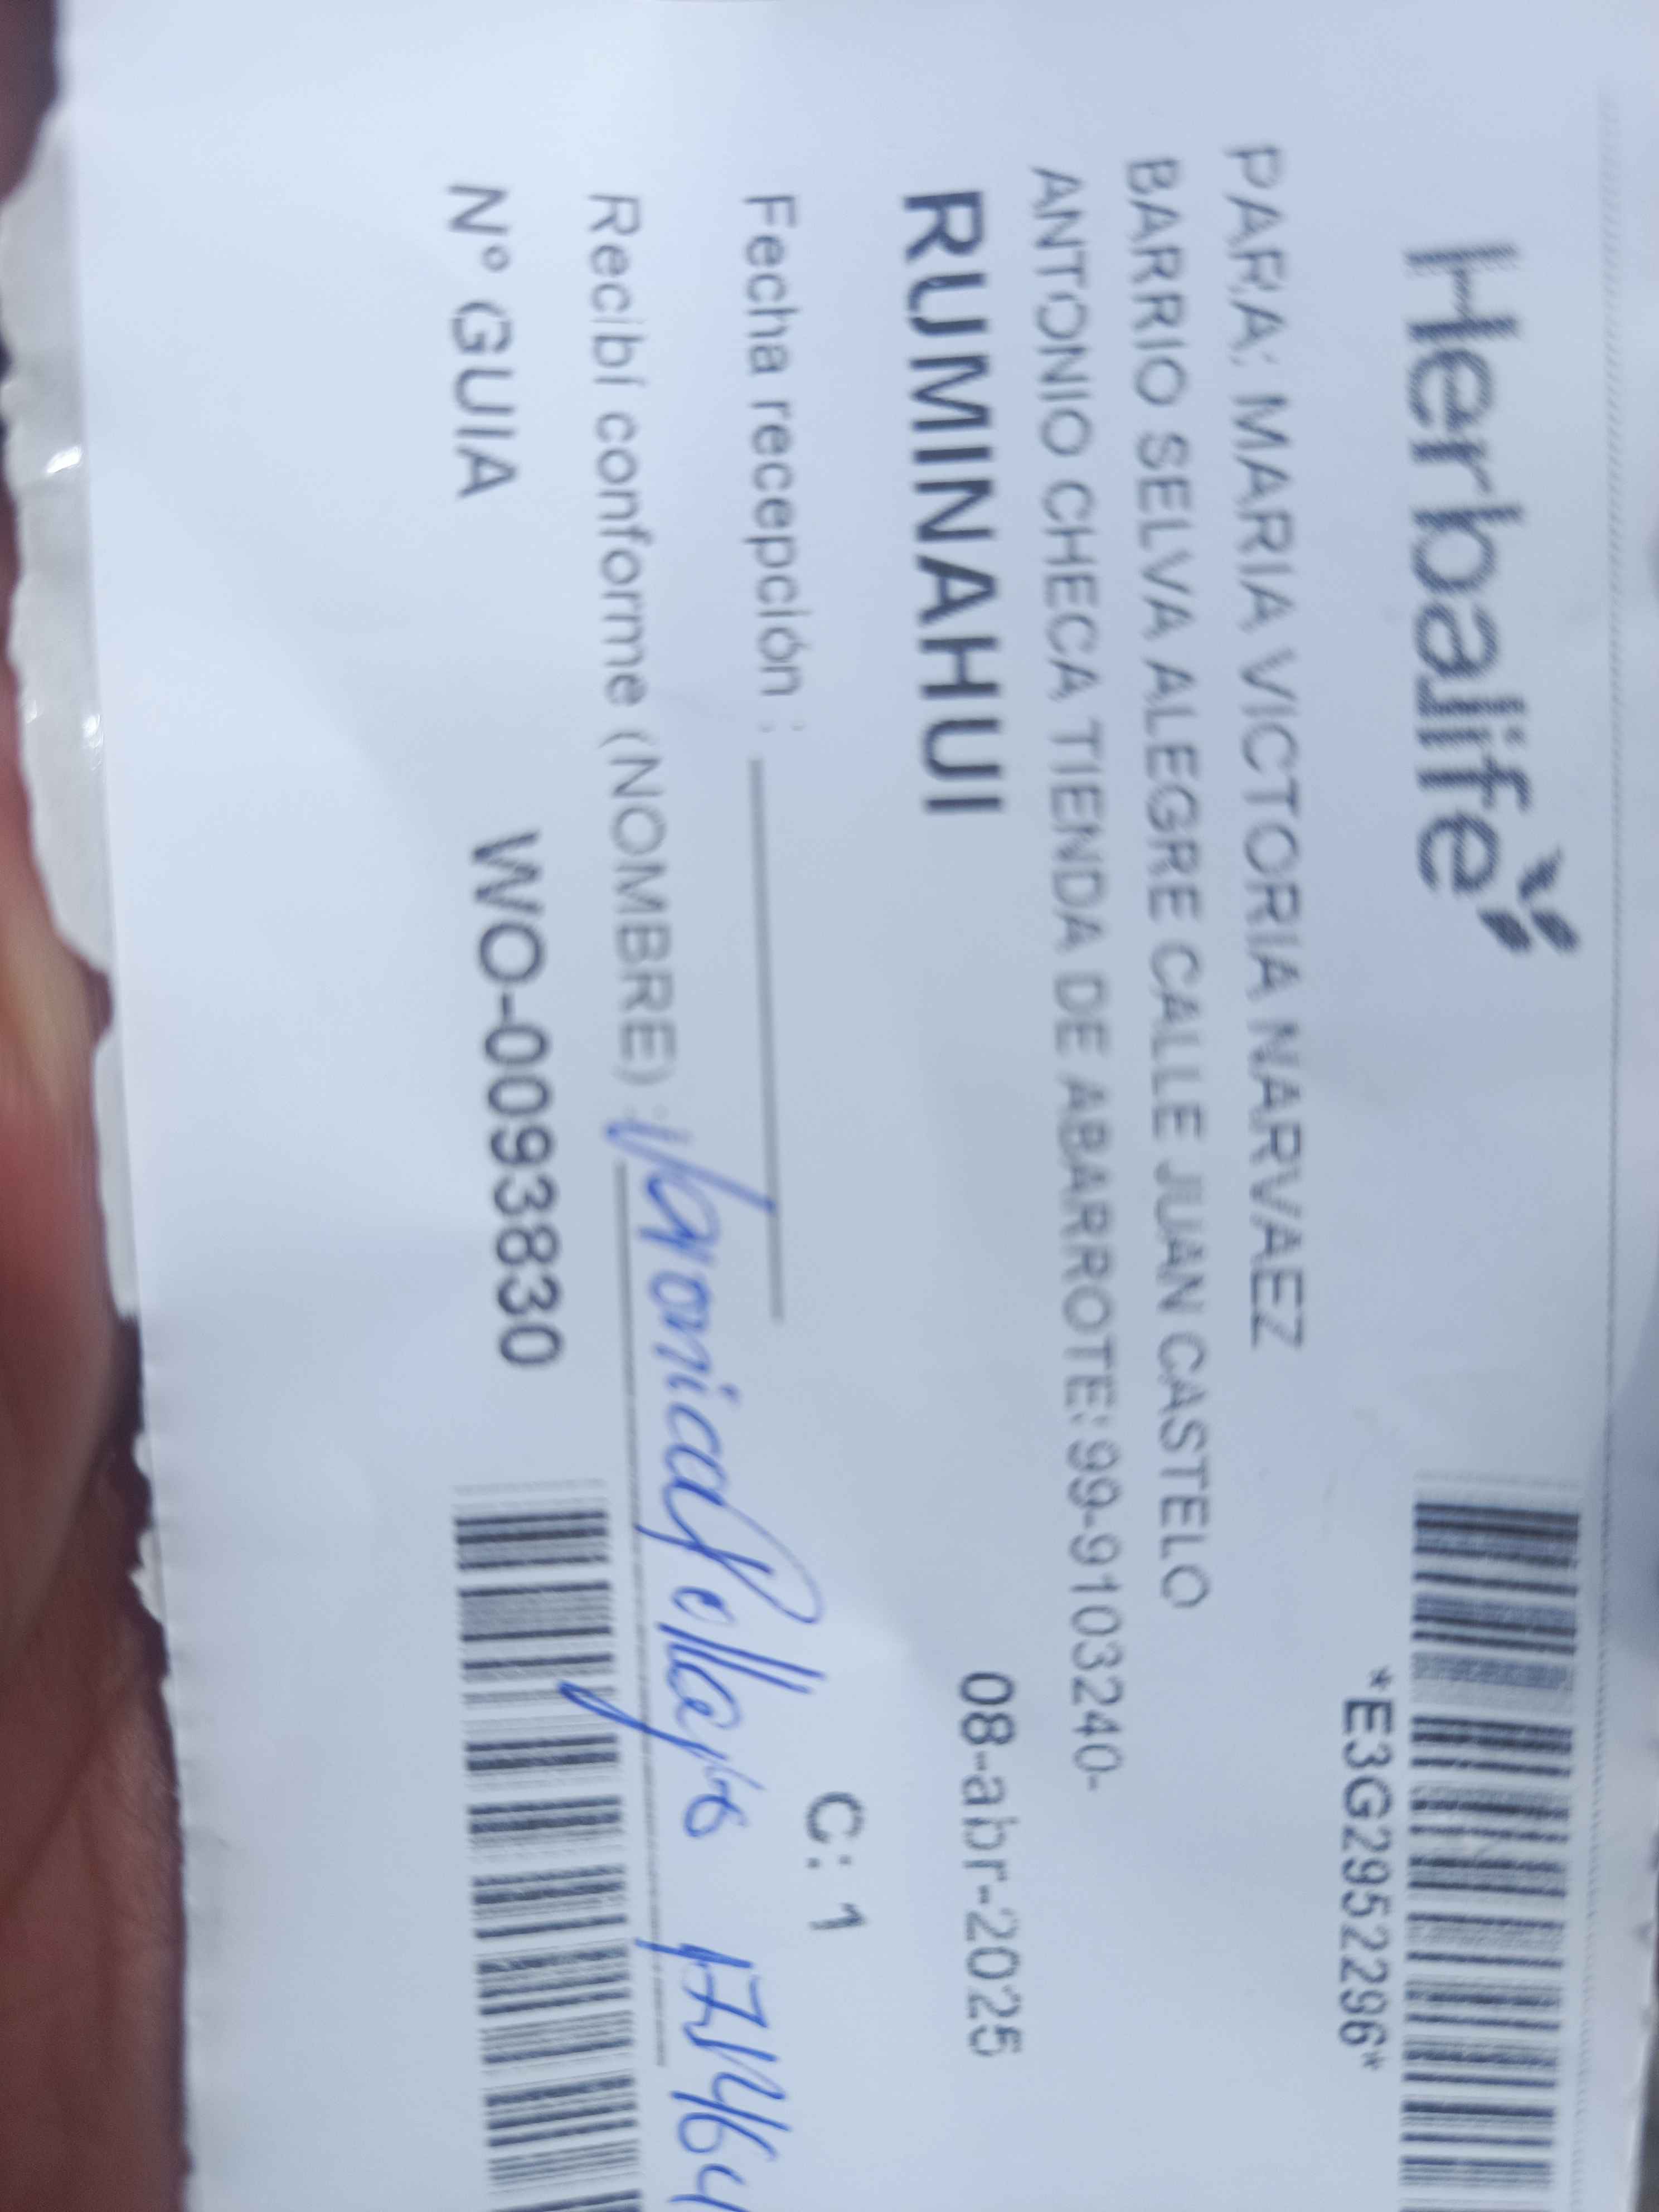 Herbalife
*E3G2952296*
PARA: MARIA VICTORIA NARVAEZ
BARRIO SELVA ALEGRE CALLE JUAN CASTELO
ANTONIO CHECA TIENDA DE ABARROTE: 99-9103240-
RUMINAHUI 08-abr-2025
Fecha recepción : C: 1
Recibí conforme (NOMBRE) : Veronica
N° GUIA WO-00938830